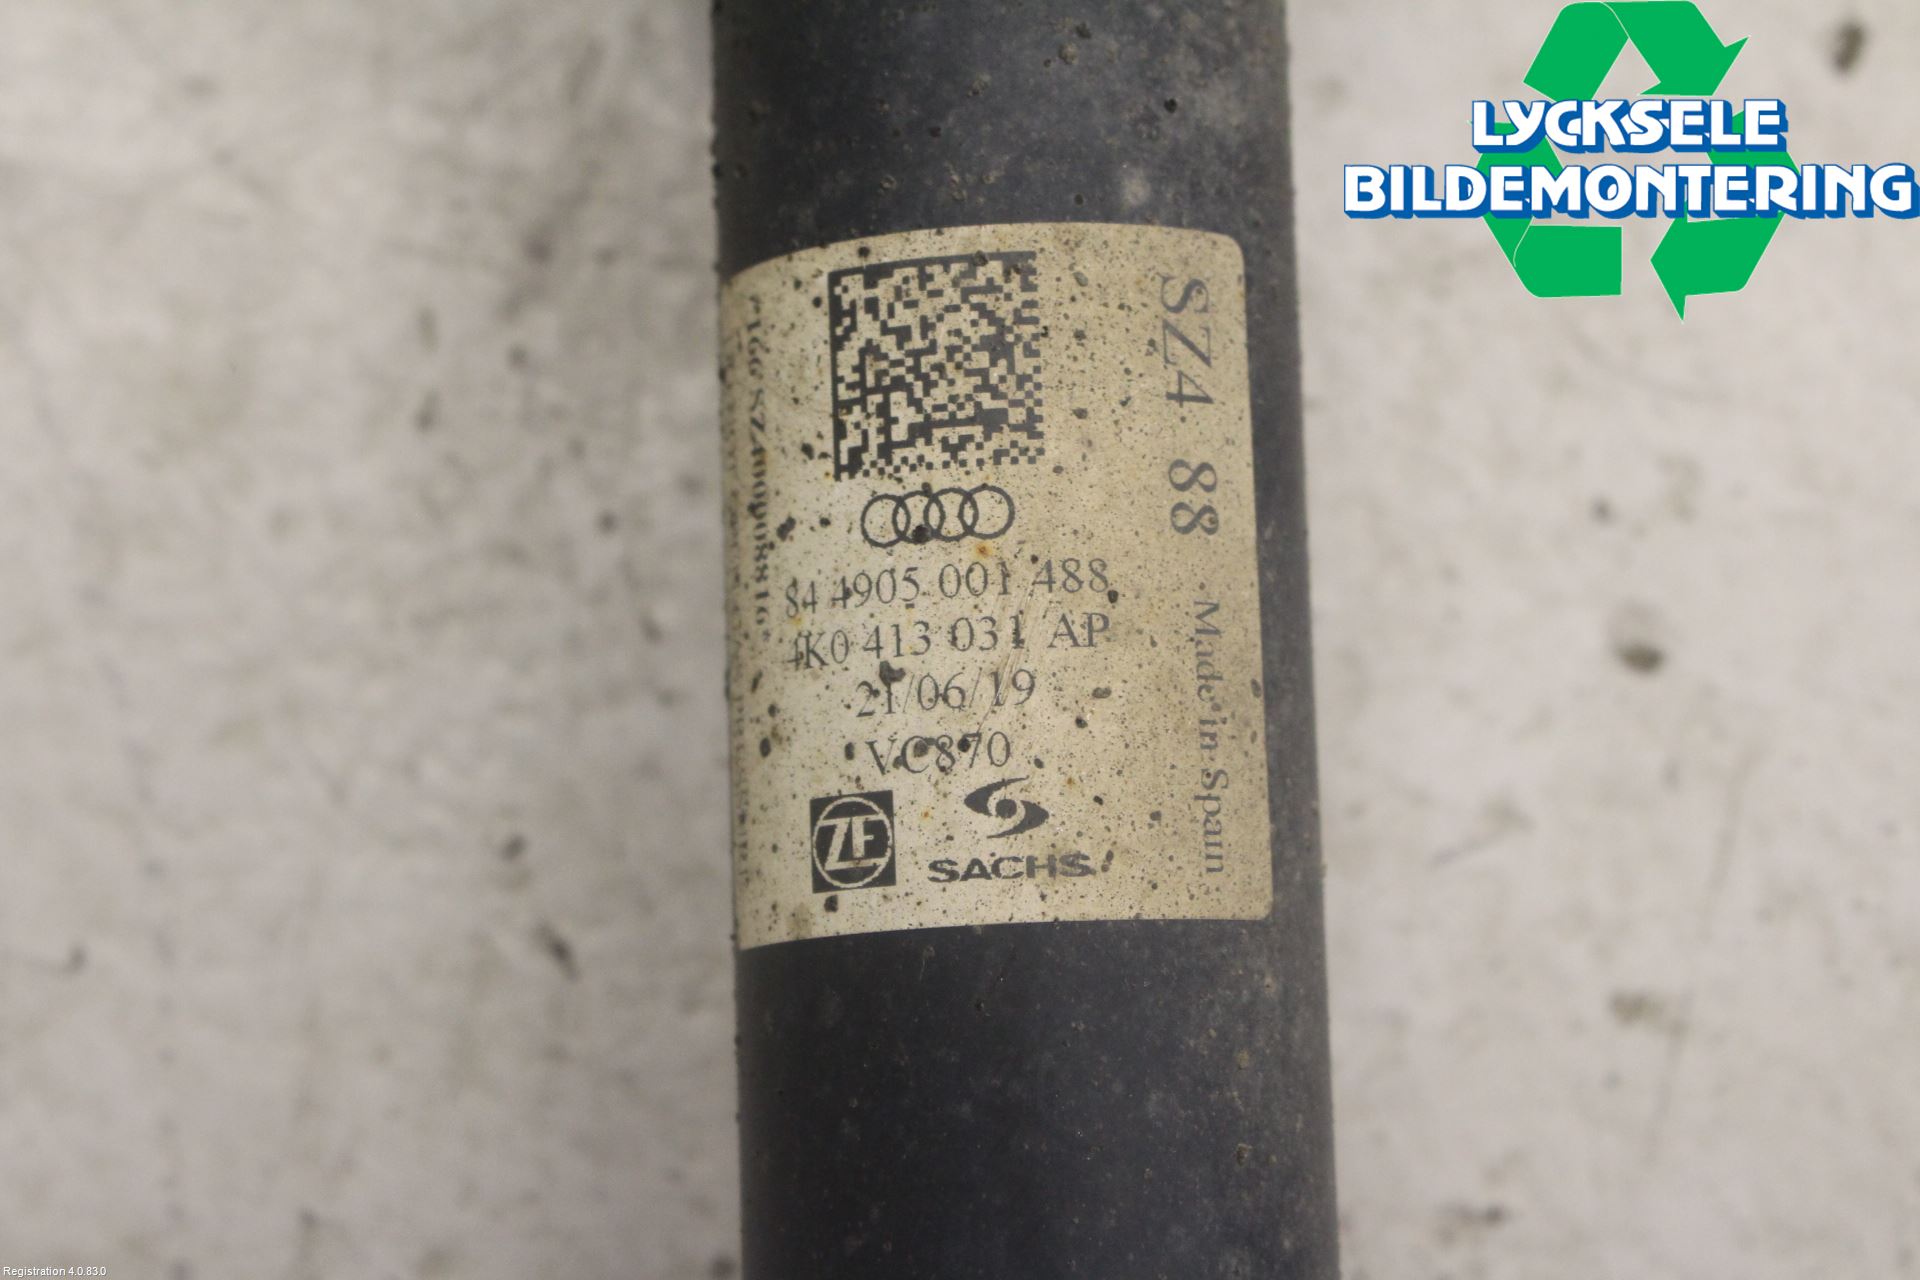 LYCKSELE
BILDEMONTERING
84 4905 001 488
4K0 413 031 AP
21/06/19
VC870
ZF
SACHS
SZ4 88
Made in Spain
Registration 4.0.83.0